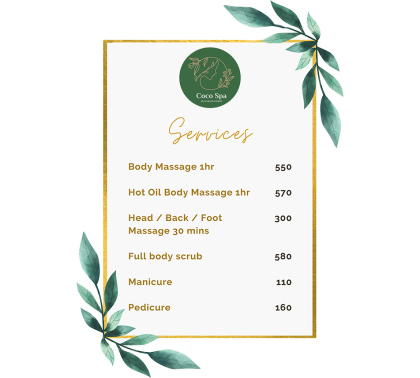 Coco Spa
Services
Body Massage 1hr 550
Hot Oil Body Massage 1hr 570
Head / Back / Foot 300
Massage 30 mins
Full body scrub 580
Manicure 110
Pedicure 160